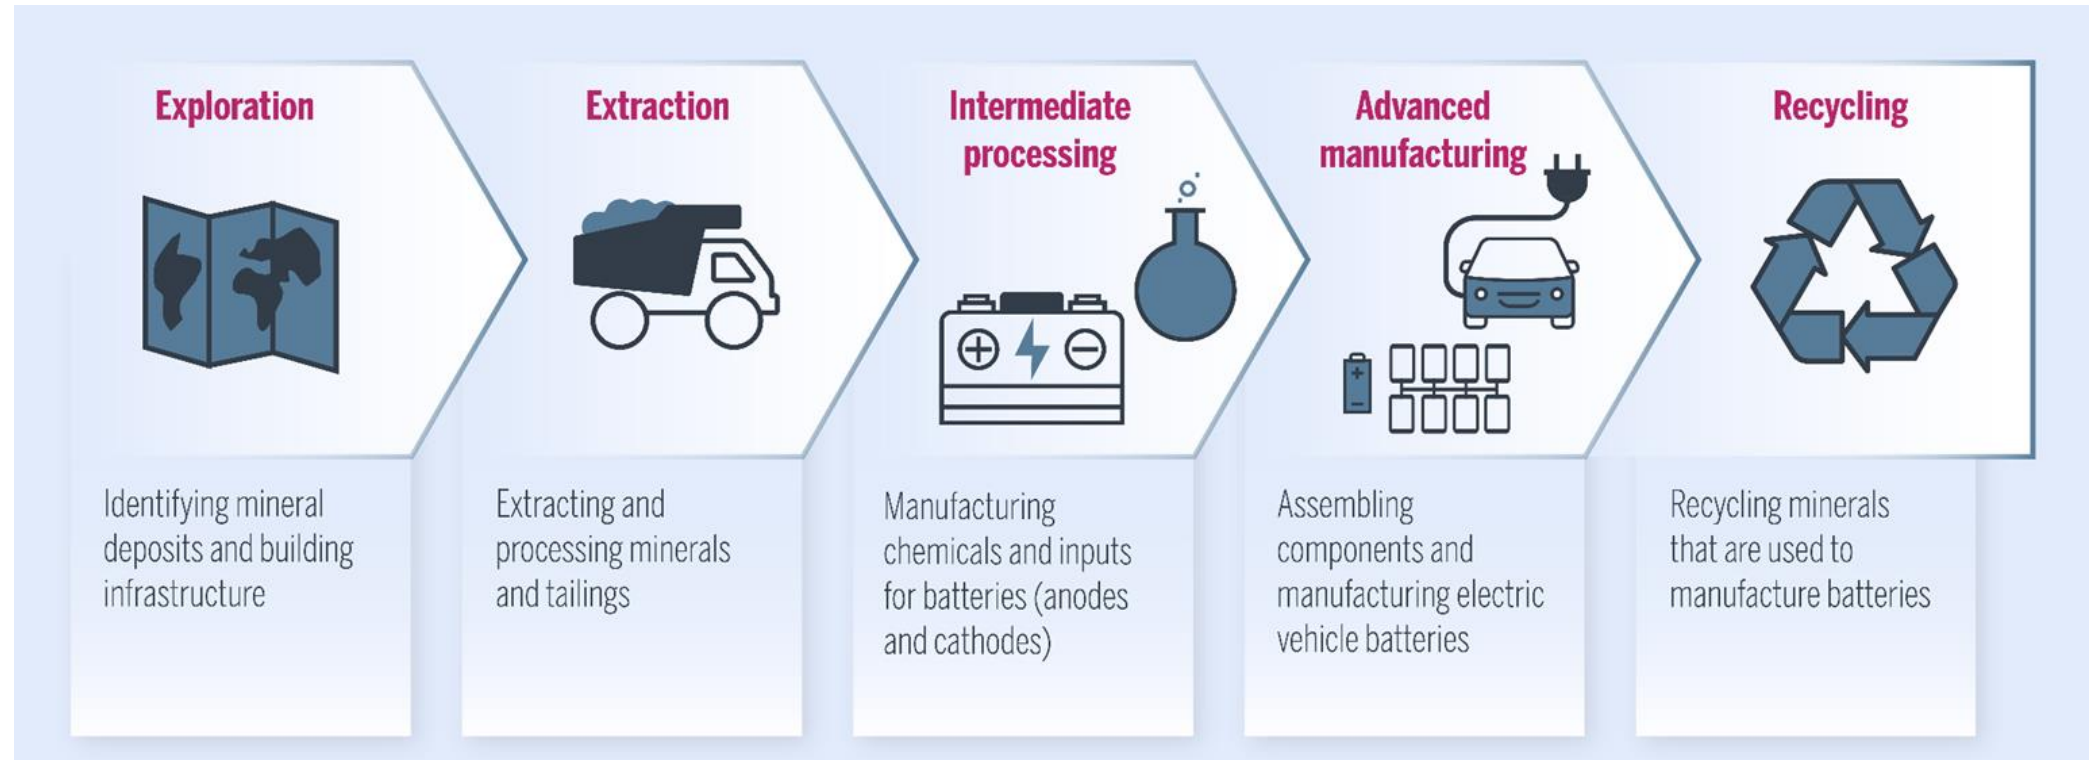 Exploration
Identifying mineral
deposits and building
infrastructure
Extraction
Extracting and
processing minerals
and tailings
Intermediate
processing
Manufacturing
chemicals and inputs
for batteries (anodes
and cathodes)
Advanced
manufacturing
Assembling
components and
manufacturing electric
vehicle batteries
Recycling
Recycling minerals
that are used to
manufacture batteries